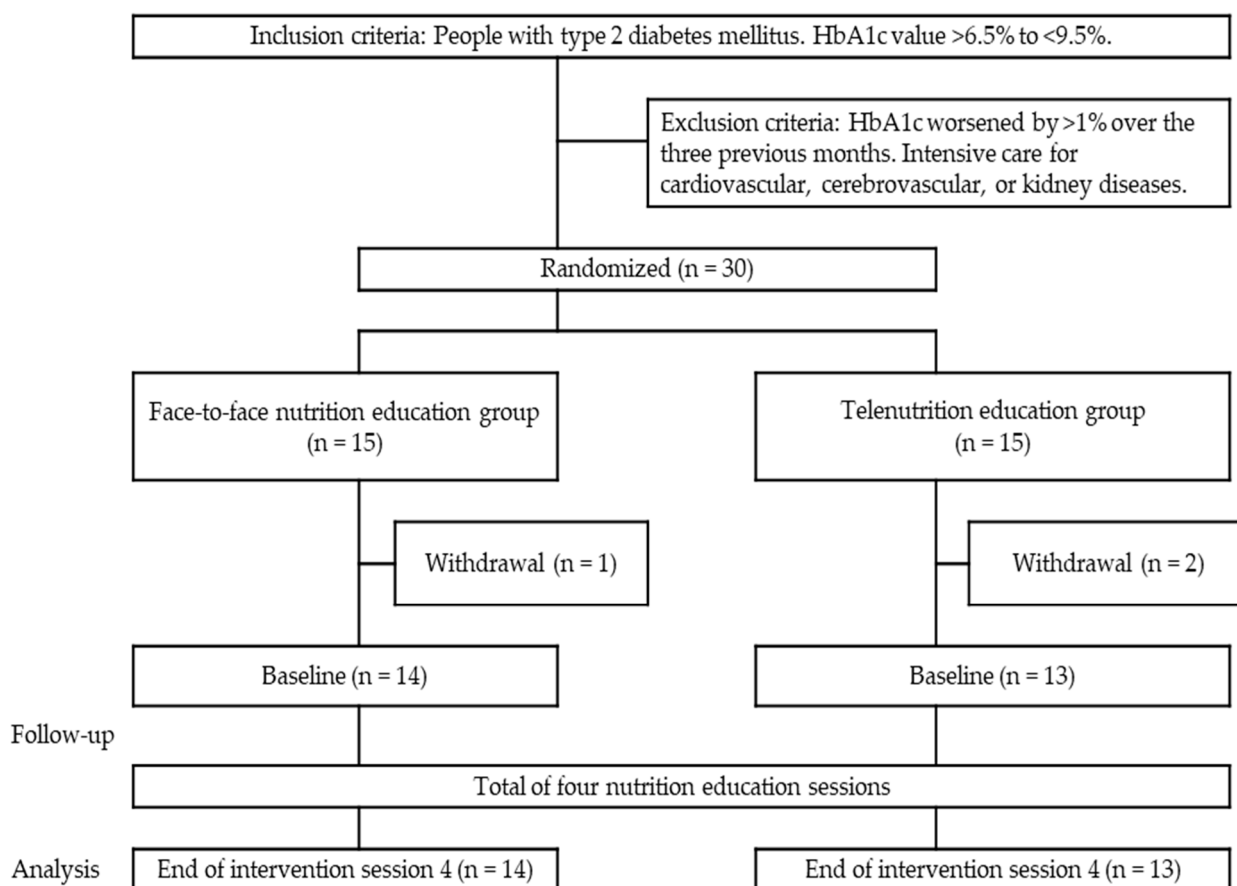 Inclusion criteria: People with type 2 diabetes mellitus. HbA1c value >6.5% to <9.5%.
Exclusion criteria: HbA1c worsened by >1% over the
three previous months. Intensive care for
cardiovascular, cerebrovascular, or kidney diseases.
Randomized (n = 30)
Face-to-face nutrition education group
(n = 15)
Telenutrition education group
(n = 15)
Withdrawal (n = 1)
Withdrawal (n = 2)
Baseline (n = 14)
Baseline (n = 13)
Follow-up
Total of four nutrition education sessions
Analysis
End of intervention session 4 (n = 14)
End of intervention session 4 (n = 13)